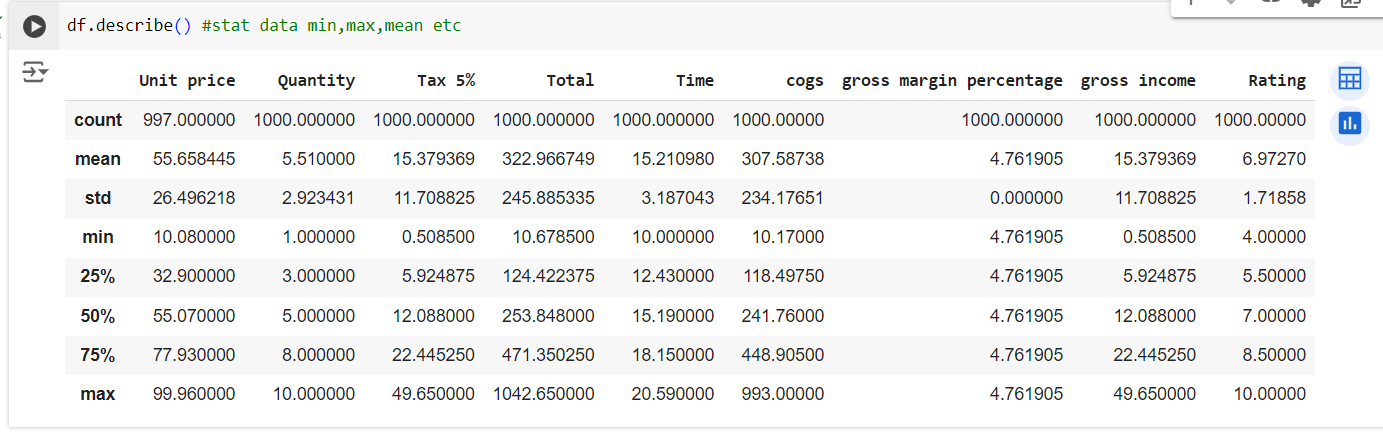 df.describe() #stat data min,max,mean etc
Unit price Quantity Tax 5% Total Time cogs gross margin percentage gross income Rating
count 997.000000 1000.000000 1000.000000 1000.000000 1000.000000 1000.00000 1000.000000 1000.000000 1000.00000
mean 55.658445 5.510000 15.379369 322.966749 15.210980 307.58738 4.761905 15.379369 6.97270
std 26.496218 2.923431 11.708825 245.885335 3.187043 234.17651 0.000000 11.708825 1.71858
min 10.080000 1.000000 0.508500 10.678500 10.000000 10.17000 4.761905 0.508500 4.00000
25% 32.900000 3.000000 5.924875 124.422375 12.430000 118.49750 4.761905 5.924875 5.50000
50% 55.070000 5.000000 12.088000 253.848000 15.190000 241.76000 4.761905 12.088000 7.00000
75% 77.930000 8.000000 22.445250 471.350250 18.150000 448.90500 4.761905 22.445250 8.50000
max 99.960000 10.000000 49.650000 1042.650000 20.590000 993.00000 4.761905 49.650000 10.00000